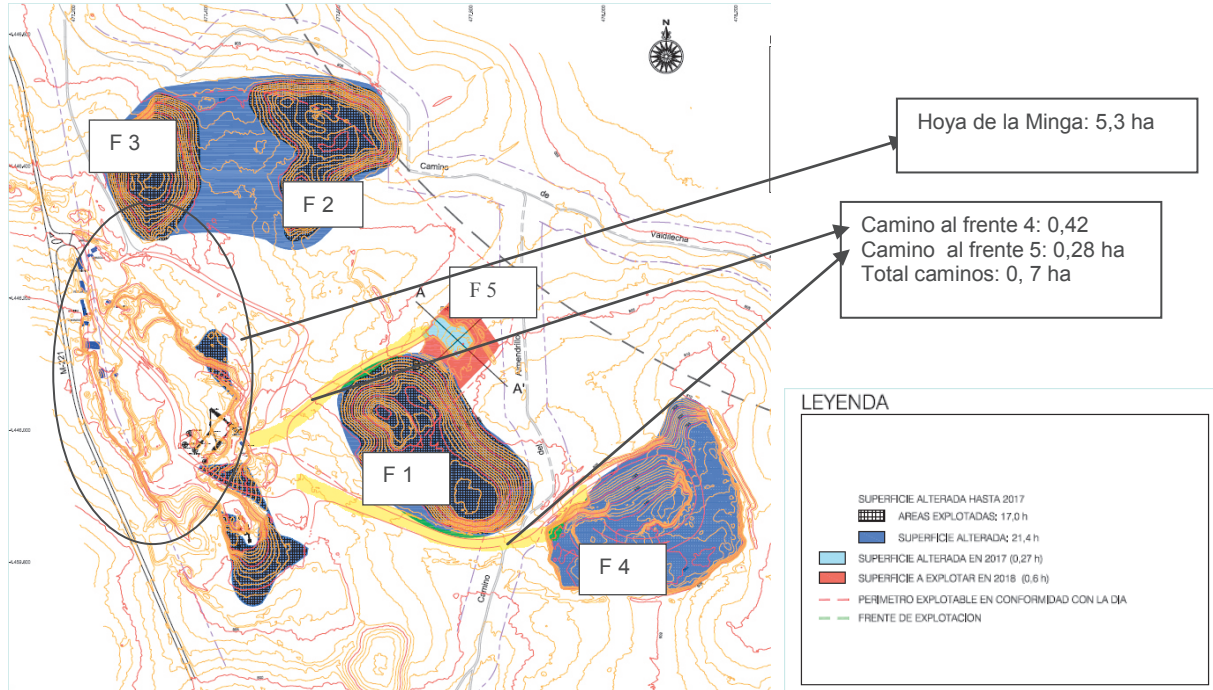 N
F 3
F 2
F 5
F 1
F 4
A
A'
Camino
de
Valdilecha
Almendrillo
del
Camino
M-221
Hoya de la Minga: 5,3 ha
Camino al frente 4: 0,42
Camino al frente 5: 0,28 ha
Total caminos: 0, 7 ha
LEYENDA
SUPERFICIE ALTERADA HASTA 2017
AREAS EXPLOTADAS; 17,0 h
SUPERFICIE ALTERADA; 21,4 h
SUPERFICIE ALTERADA EN 2017 (0,27 h)
SUPERFICIE A EXPLOTAR EN 2018 (0,6 h)
PERIMETRO EXPLOTABLE EN CONFORMIDAD CON LA DIA
FRENTE DE EXPLOTACION